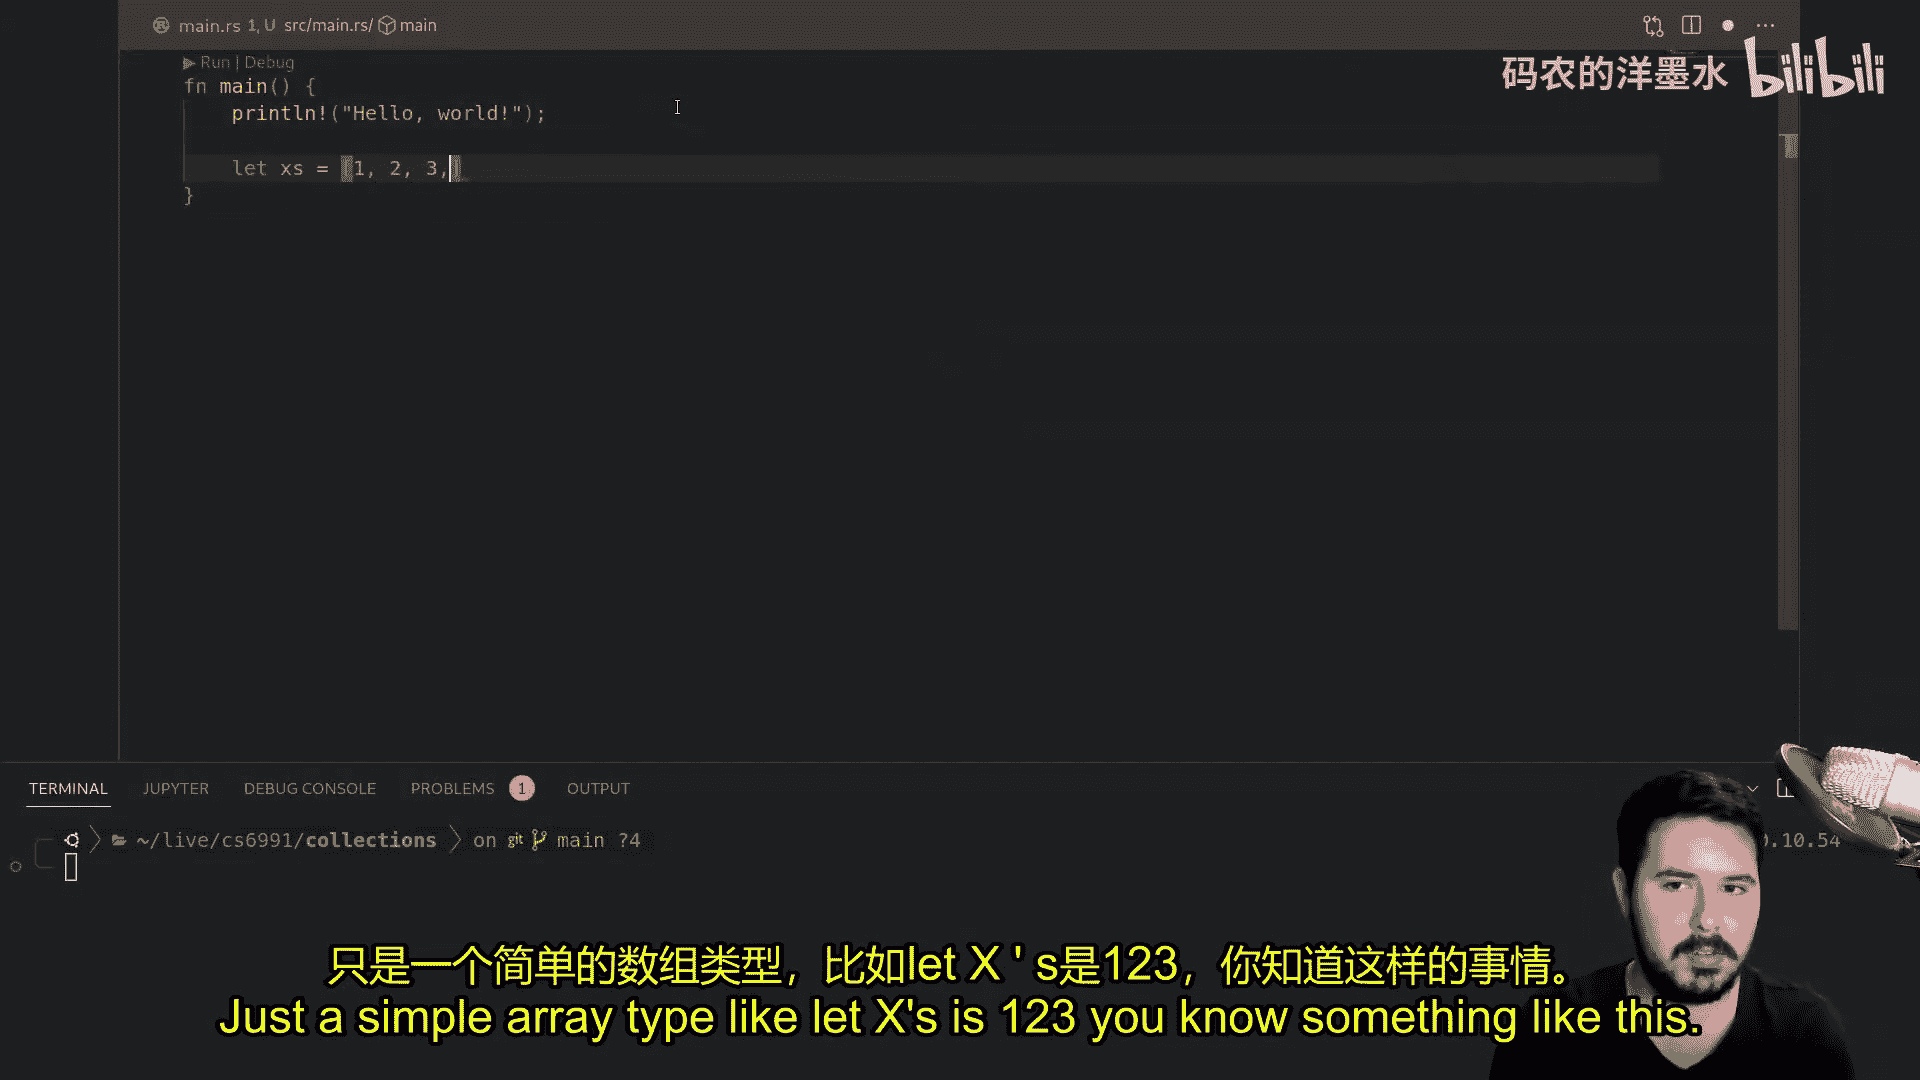 main.rs 1, U src/main.rs/ main
码农的洋墨水 bilibili
Run | Debug
fn main() {
println!("Hello, world!");
let xs = [1, 2, 3,]
}
TERMINAL JUPYTER DEBUG CONSOLE PROBLEMS 1 OUTPUT
~/live/cs6991/collections on git main ?4
.10.54
只是一个简单的数组类型，比如let X ' s是123，你知道这样的事情。
Just a simple array type like let X's is 123 you know something like this.